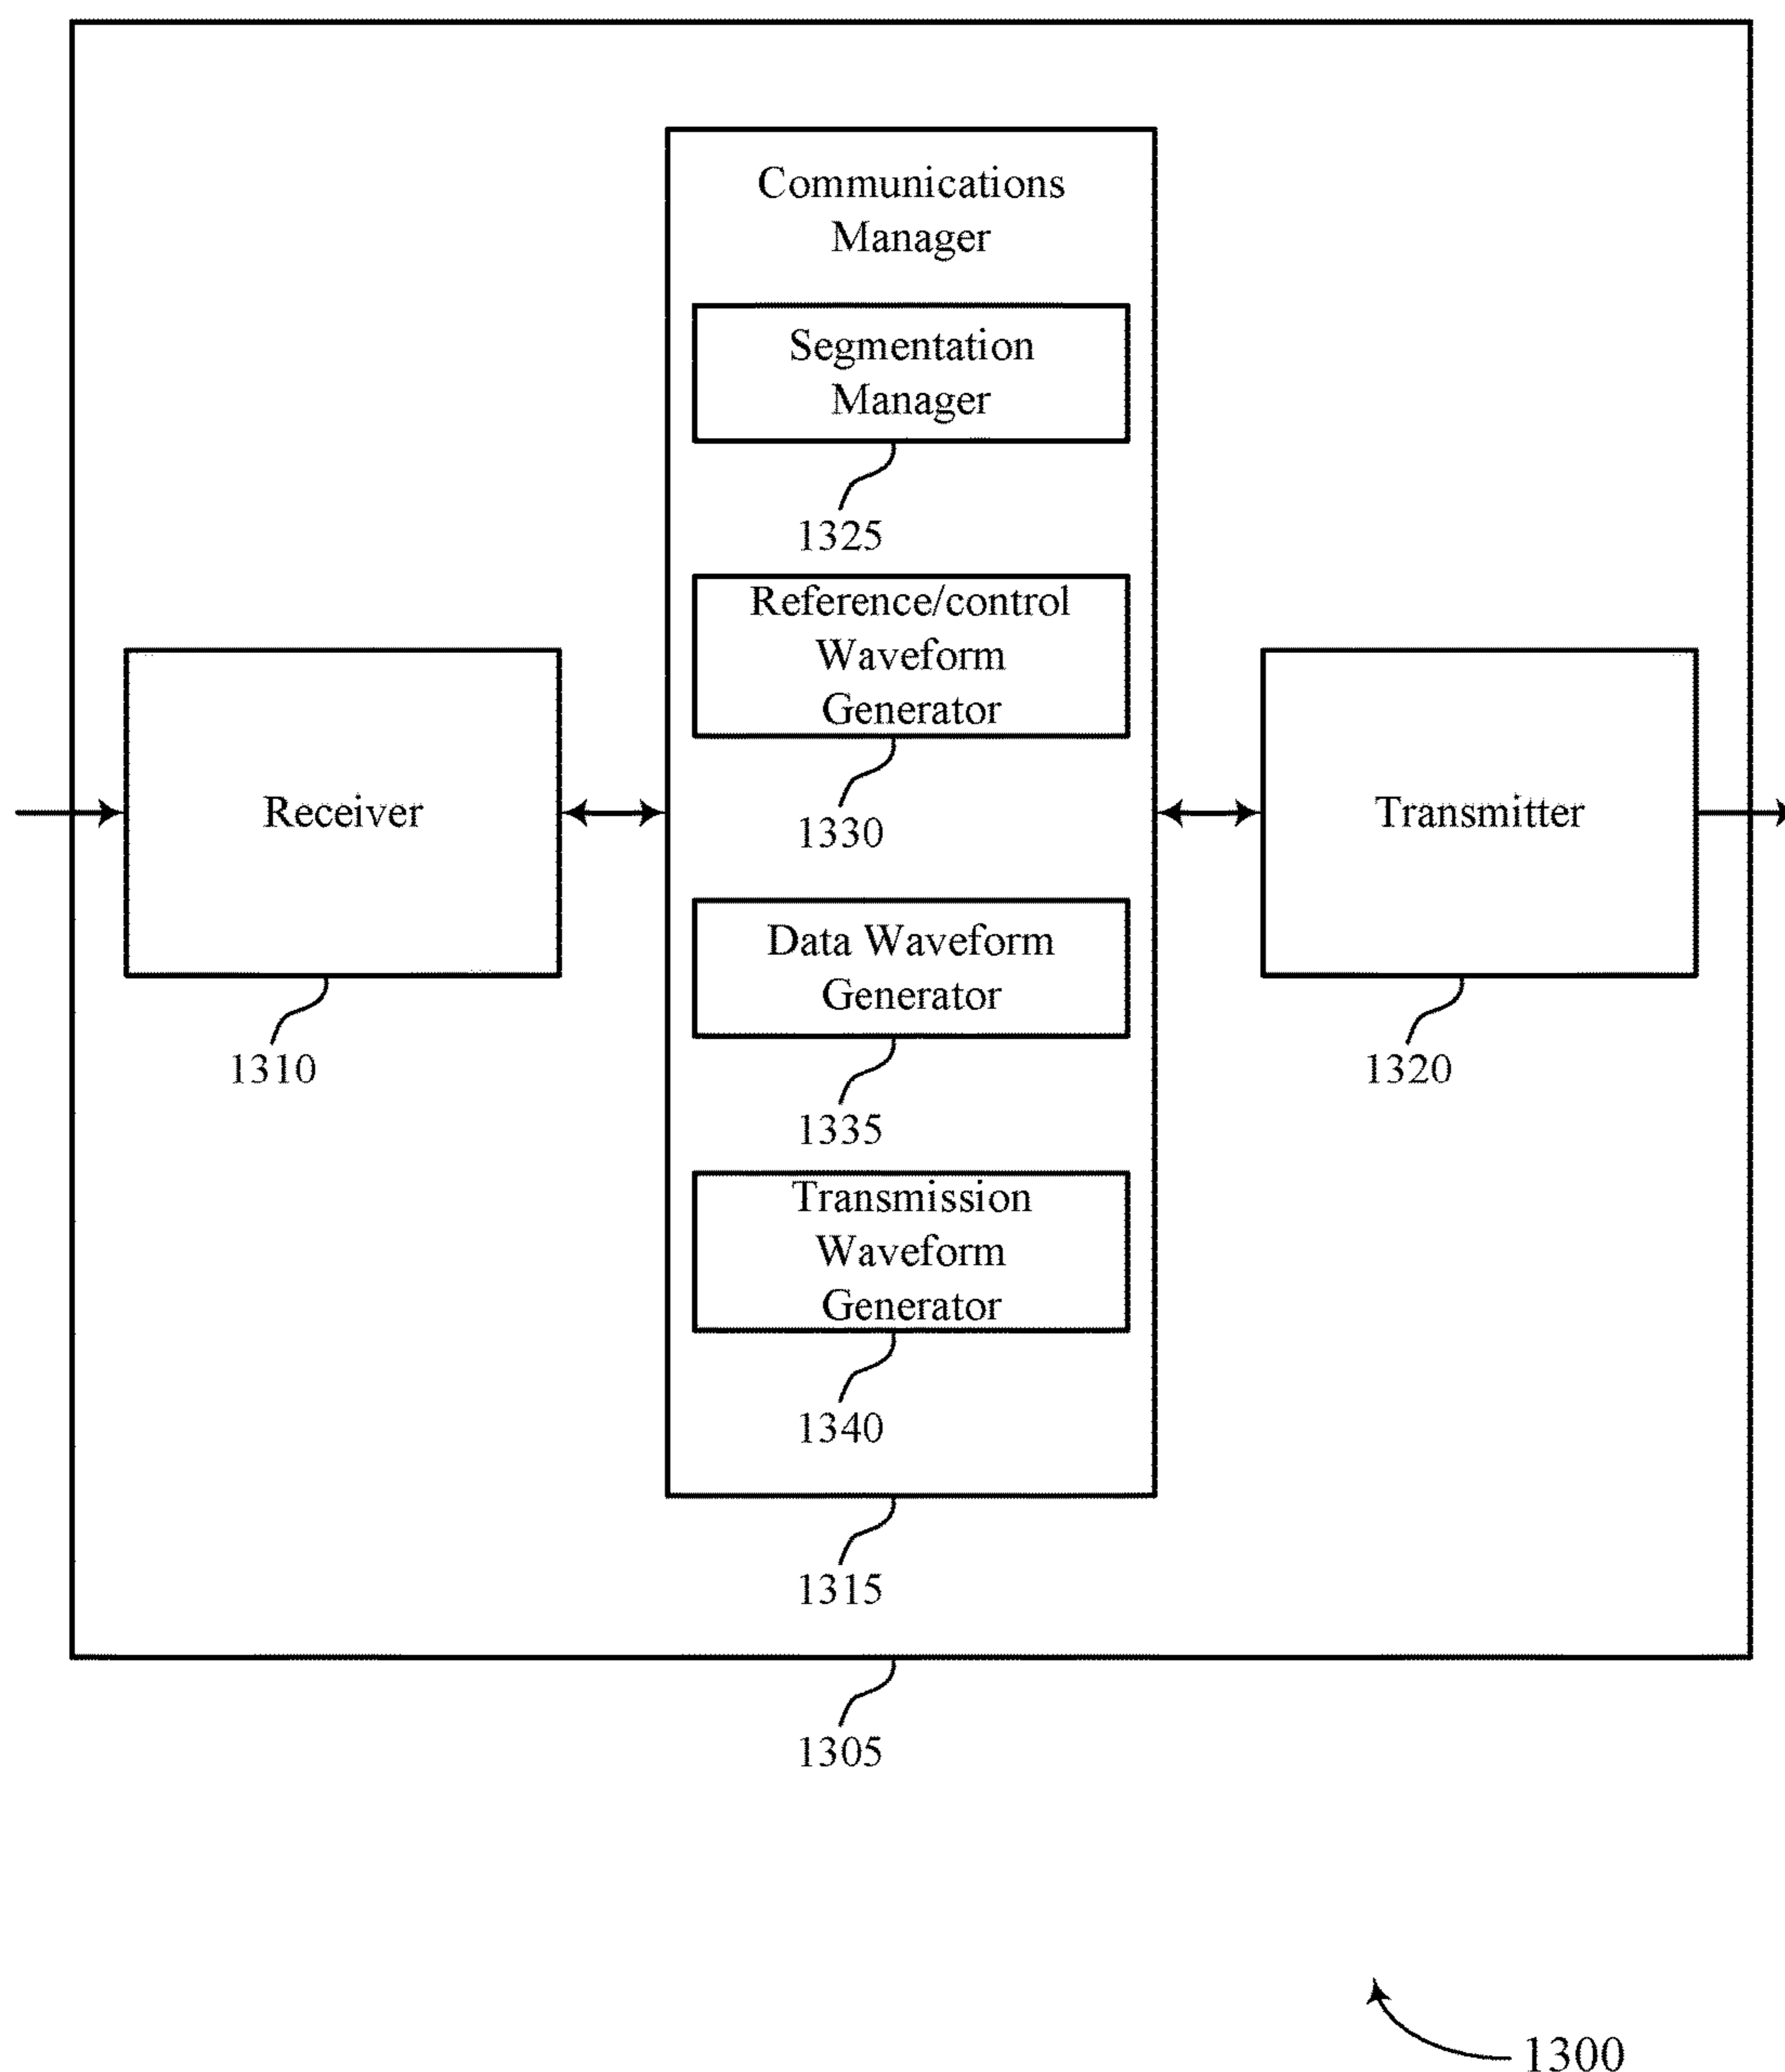 Communications
Manager
Segmentation
Manager
1325
Reference/control
Waveform
Generator
1330
Receiver
1310
Data Waveform
Generator
1335
Transmitter
1320
Transmission
Waveform
Generator
1340
1315
1305
1300